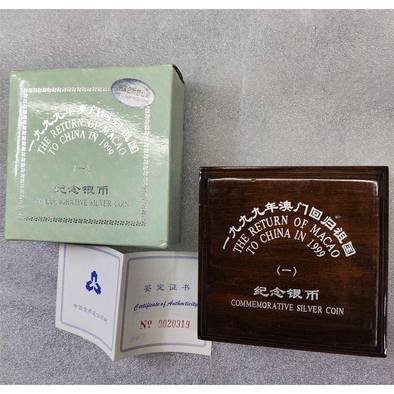 一九九九年澳门回归祖国
THE RETURN OF MACAO
TO CHINA IN 1999
(一)
纪念银币
COMMEMORATIVE SILVER COIN
鉴定证书
Certificate of Authenticity
No 0020319
一九九九年澳门回归祖国
THE RETURN OF MACAO
TO CHINA IN 1999
(一)
纪念银币
COMMEMORATIVE SILVER COIN